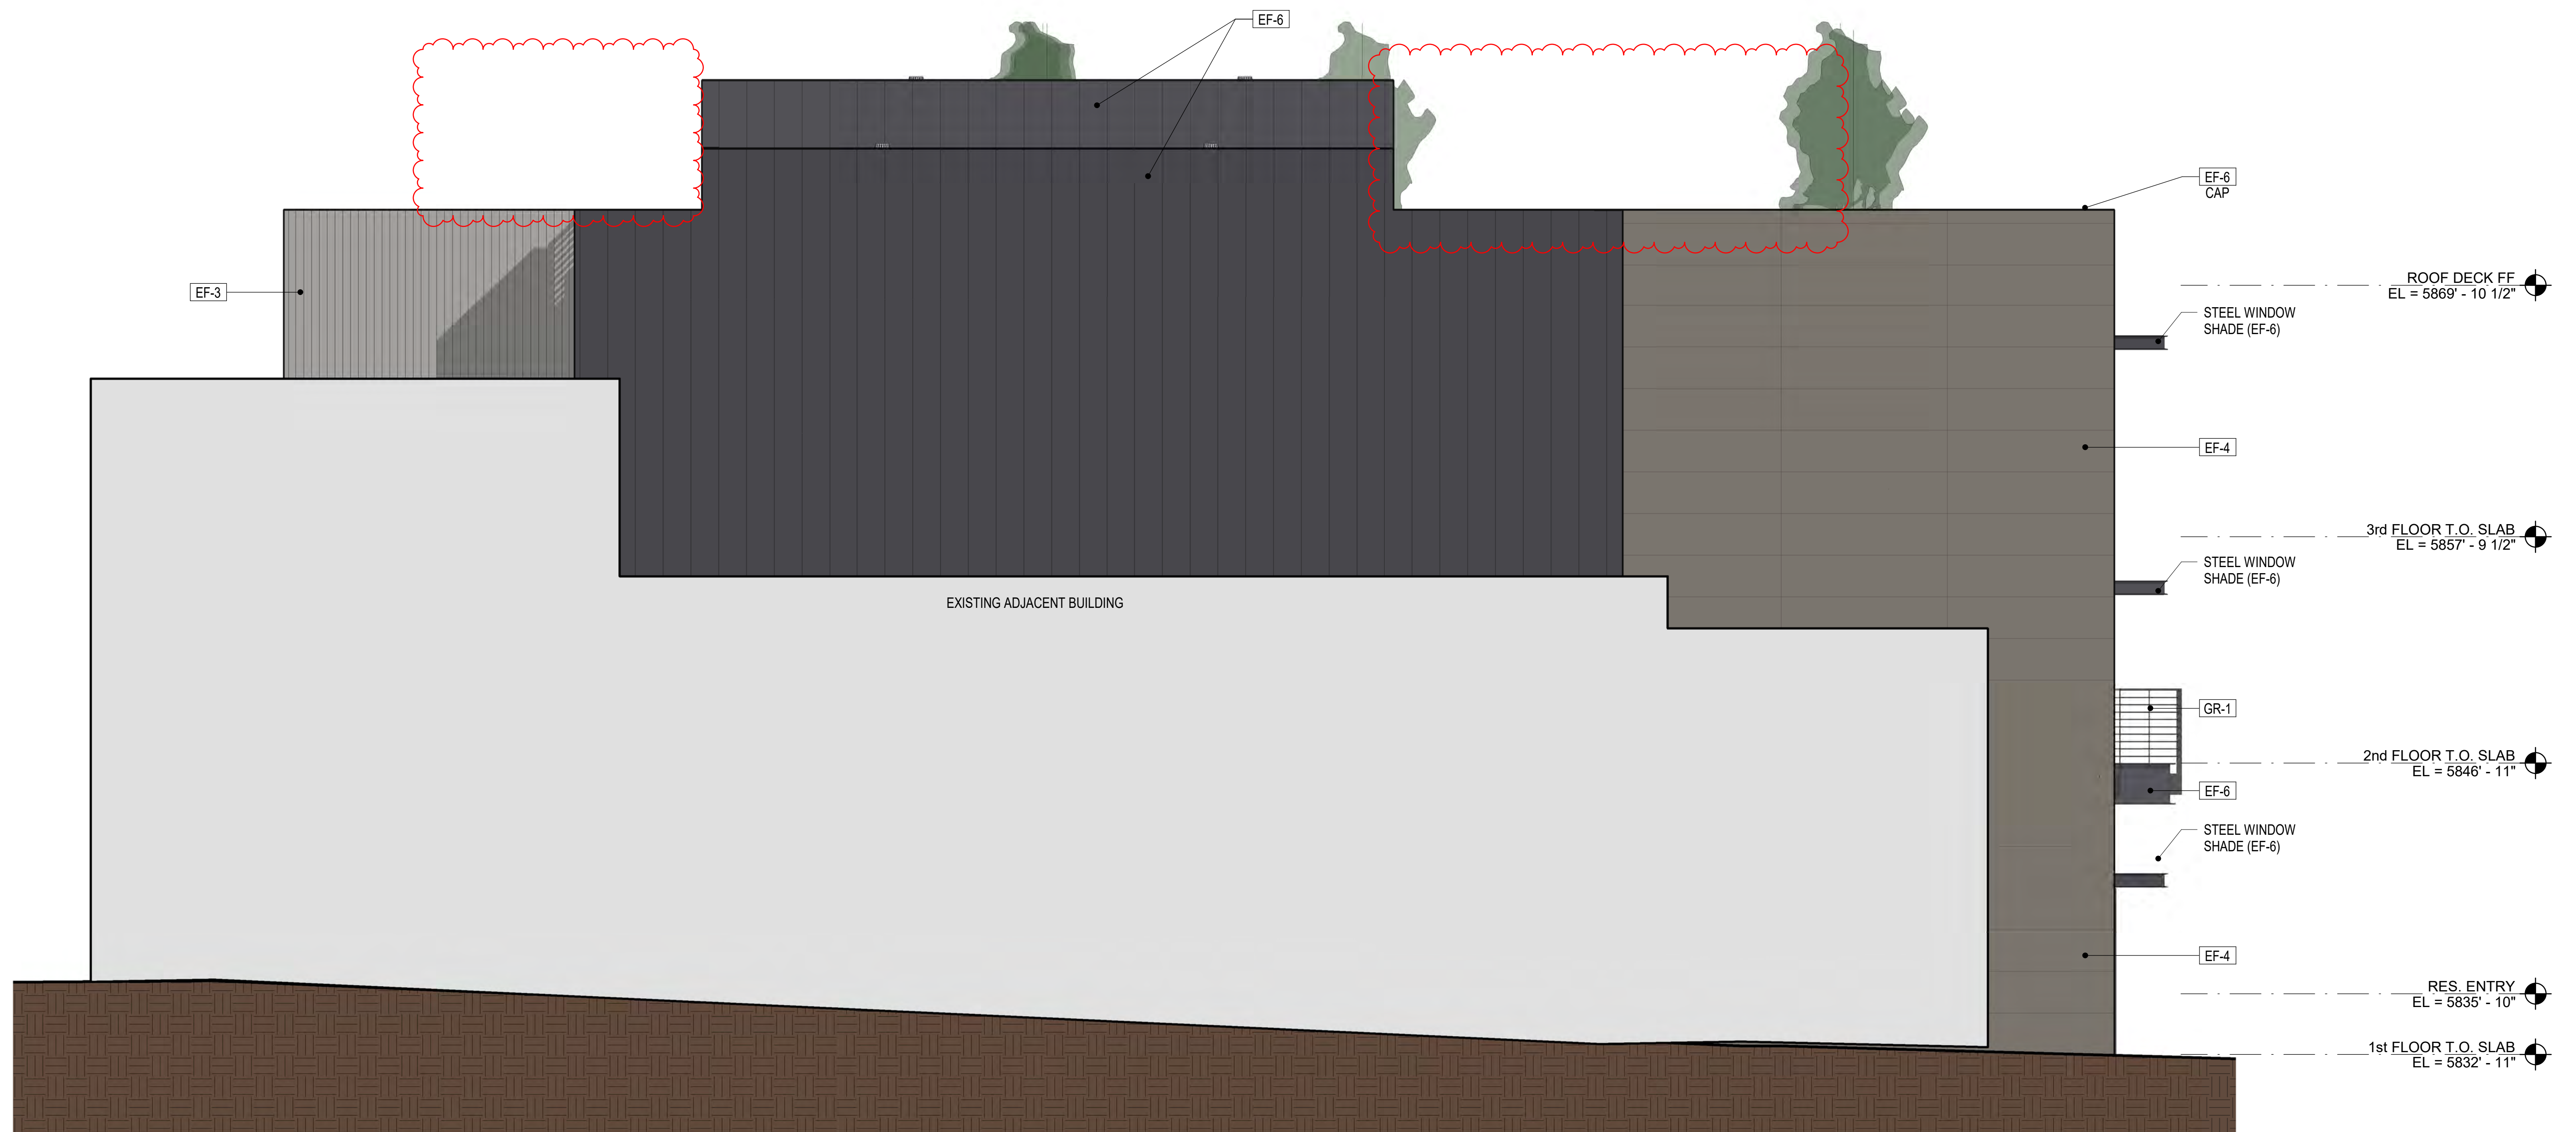 EF-6
EF-6
CAP
ROOF DECK FF
EL = 5869' - 10 1/2"
EF-3
STEEL WINDOW
SHADE (EF-6)
EF-4
3rd FLOOR T.O. SLAB
EL = 5857' - 9 1/2"
STEEL WINDOW
SHADE (EF-6)
EXISTING ADJACENT BUILDING
GR-1
2nd FLOOR T.O. SLAB
EL = 5846' - 11"
EF-6
STEEL WINDOW
SHADE (EF-6)
EF-4
RES. ENTRY
EL = 5835' - 10"
1st FLOOR T.O. SLAB
EL = 5832' - 11"